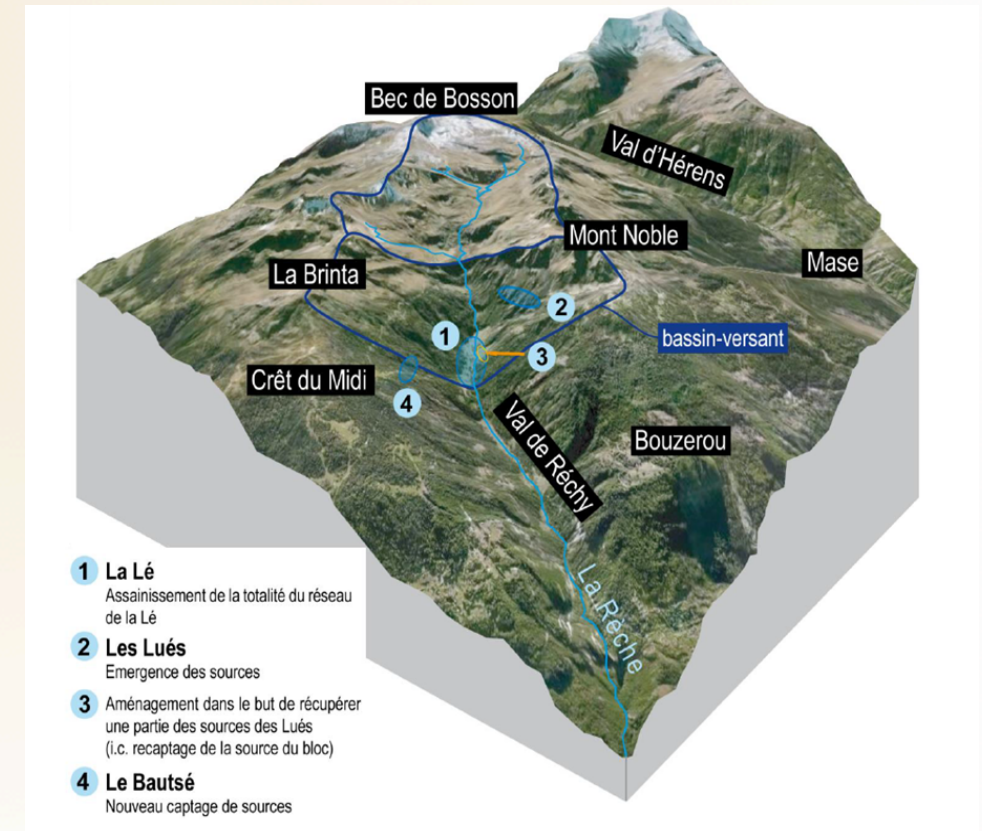 Bec de Bosson
Val d'Hérens
Mont Noble
Mase
La Brinta
2
1
bassin-versant
3
Crêt du Midi
4
Val de Réchy
Bouzerou
La Rèche
1 La Lé
Assainissement de la totalité du réseau
de la Lé
2 Les Lués
Emergence des sources
3 Aménagement dans le but de récupérer
une partie des sources des Lués
(i.c. recaptage de la source du bloc)
4 Le Bautsé
Nouveau captage de sources